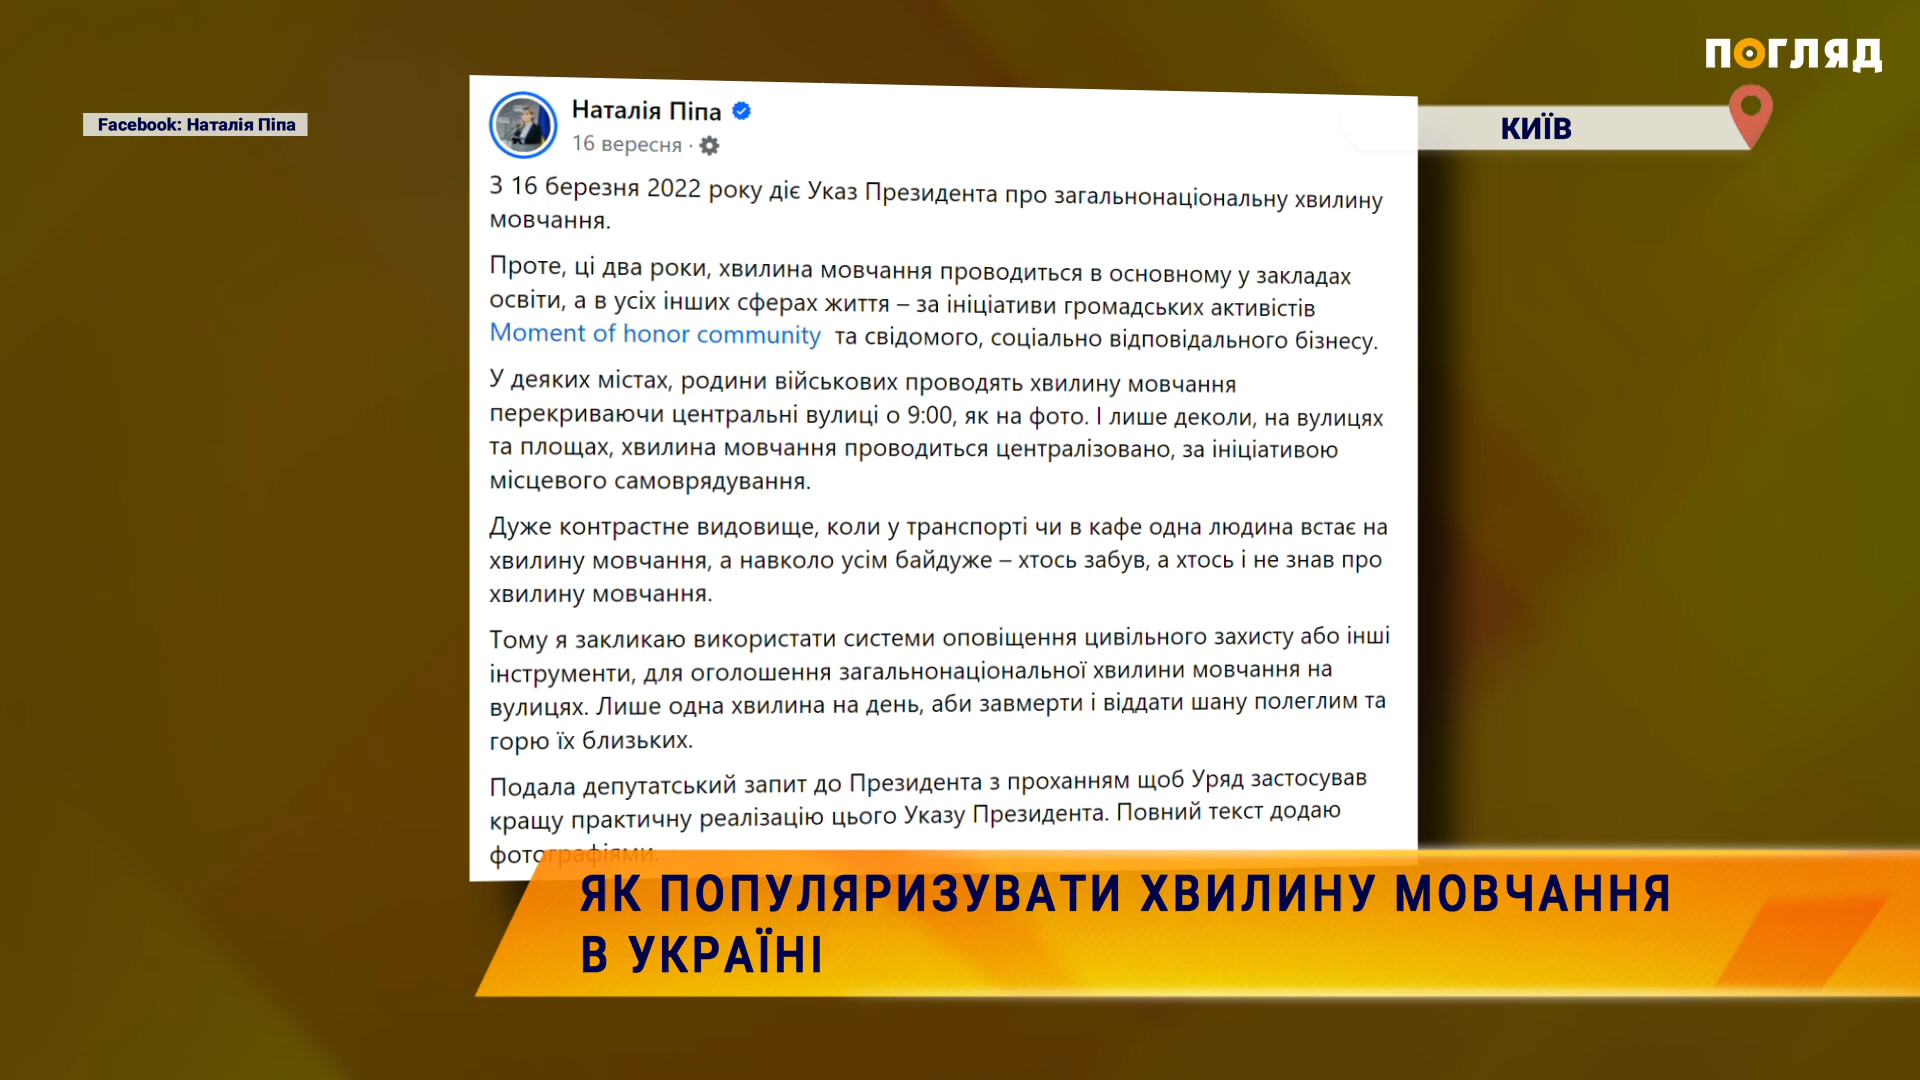 ПОГЛЯД
Facebook: Наталія Піпа
КИЇВ
Наталія Піпа
16 вересня ·
З 16 березня 2022 року діє Указ Президента про загальнонаціональну хвилину
мовчання.
Проте, ці два роки, хвилина мовчання проводиться в основному у закладах
освіти, а в усіх інших сферах життя – за ініціативи громадських активістів
Moment of honor community та свідомого, соціально відповідального бізнесу.
У деяких містах, родини військових проводять хвилину мовчання
перекриваючи центральні вулиці о 9:00, як на фото. І лише деколи, на вулицях
та площах, хвилина мовчання проводиться централізовано, за ініціативою
місцевого самоврядування.
Дуже контрастне видовище, коли у транспорті чи в кафе одна людина встає на
хвилину мовчання, а навколо усім байдуже – хтось забув, а хтось і не знав про
хвилину мовчання.
Тому я закликаю використати системи оповіщення цивільного захисту або інші
інструменти, для оголошення загальнонаціональної хвилини мовчання на
вулицях. Лише одна хвилина на день, аби завмерти і віддати шану полеглим та
горю їх близьких.
Подала депутатський запит до Президента з проханням щоб Уряд застосував
кращу практичну реалізацію цього Указу Президента. Повний текст додаю
фотографіями.
ЯК ПОПУЛЯРИЗУВАТИ ХВИЛИНУ МОВЧАННЯ
В УКРАЇНІ